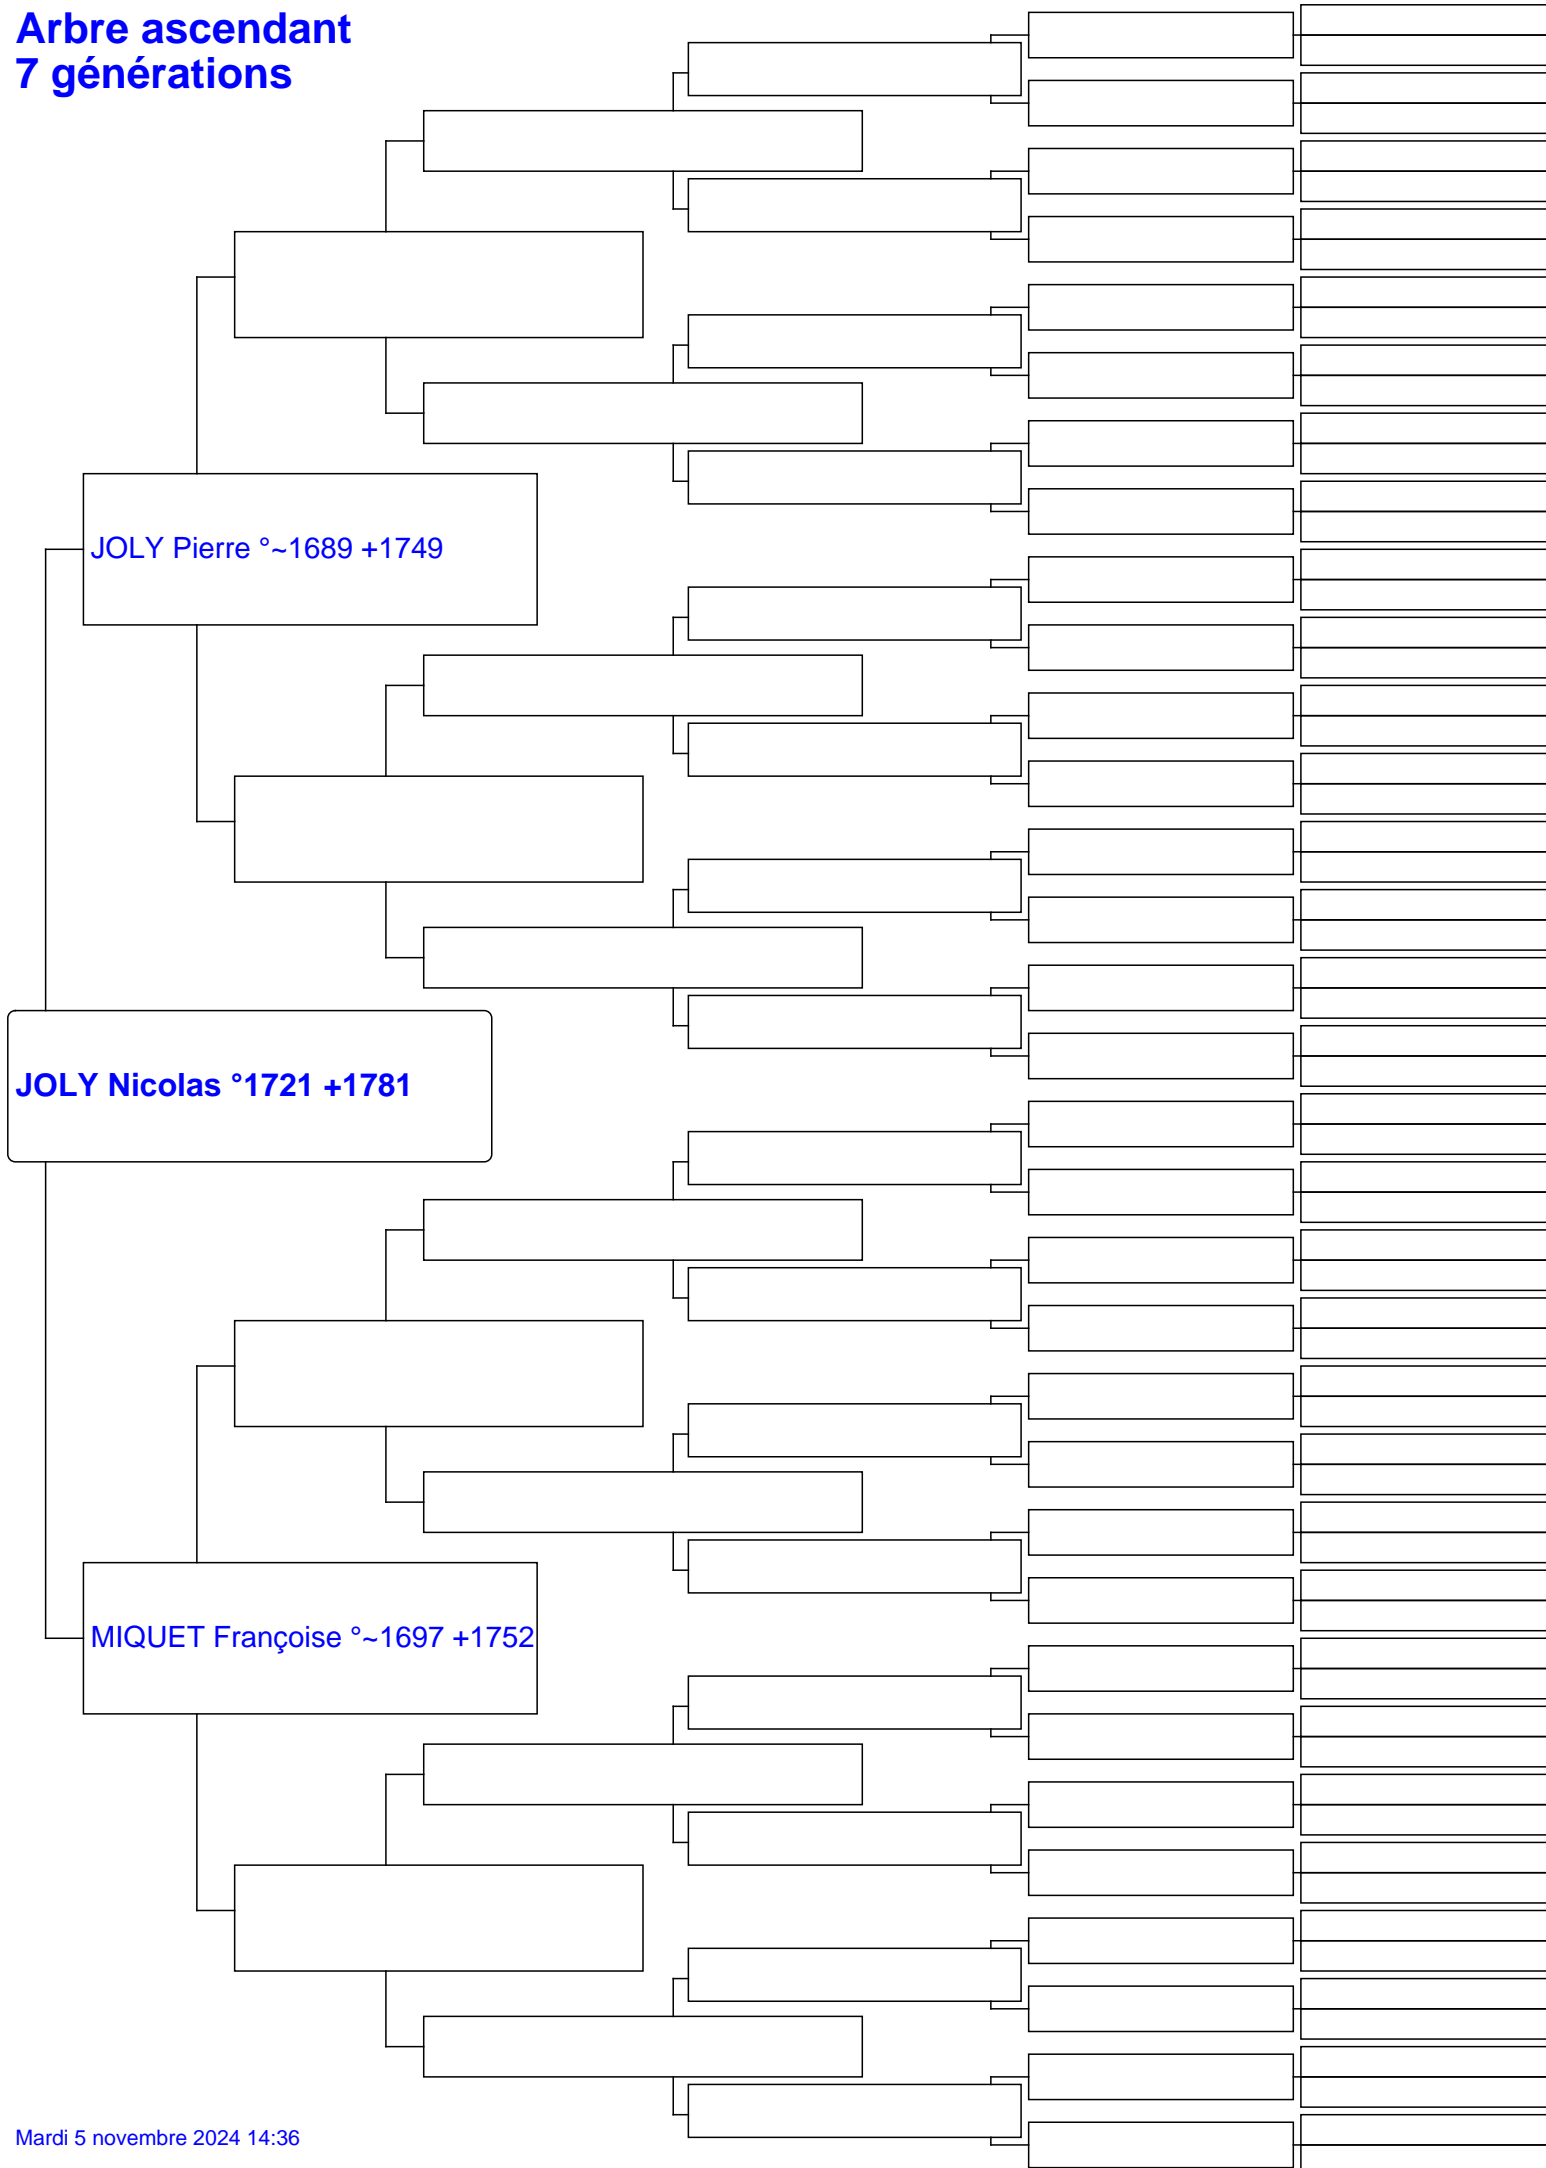 Arbre ascendant
7 générations
JOLY Pierre °~1689 +1749
JOLY Nicolas °1721 +1781
MIQUET Françoise °~1697 +1752
Mardi 5 novembre 2024 14:36